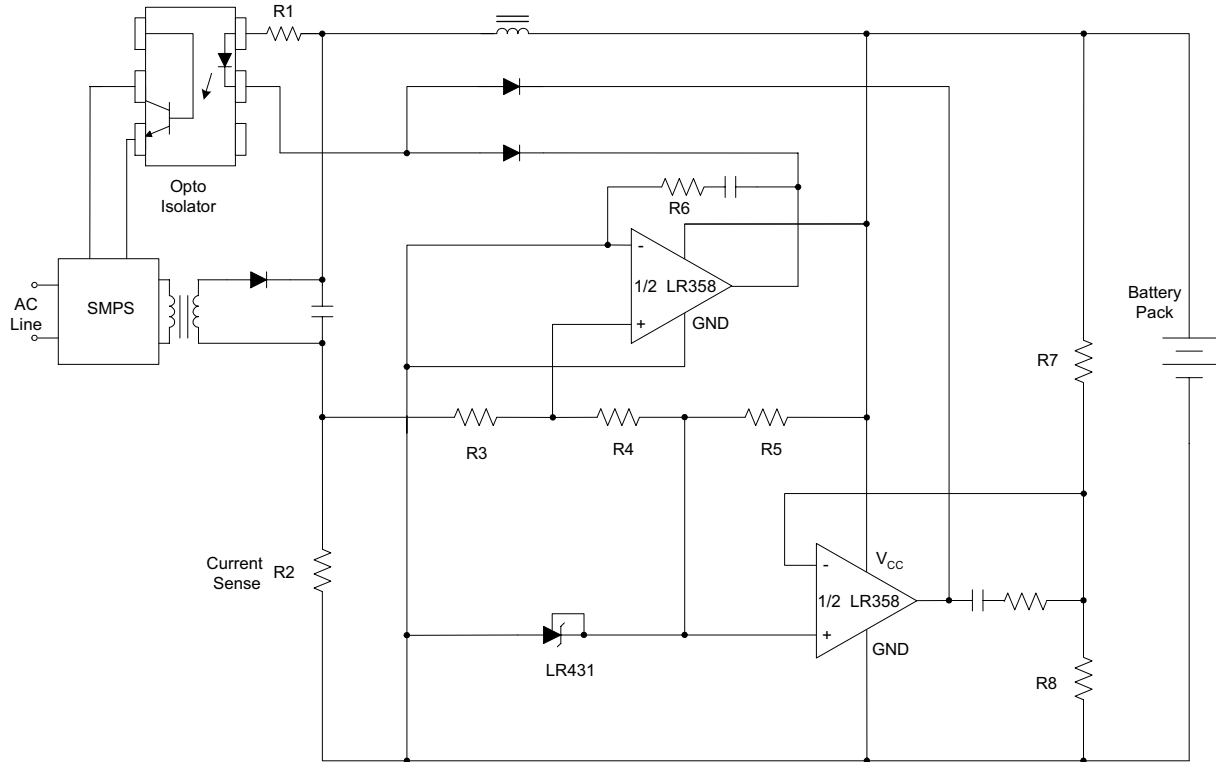 R1
Opto
Isolator
R6
-
1/2 LR358
+
GND
AC
Line
SMPS
Battery
Pack
R7
R3
R4
R5
Current
Sense
R2
VCC
-
1/2 LR358
+
GND
LR431
R8